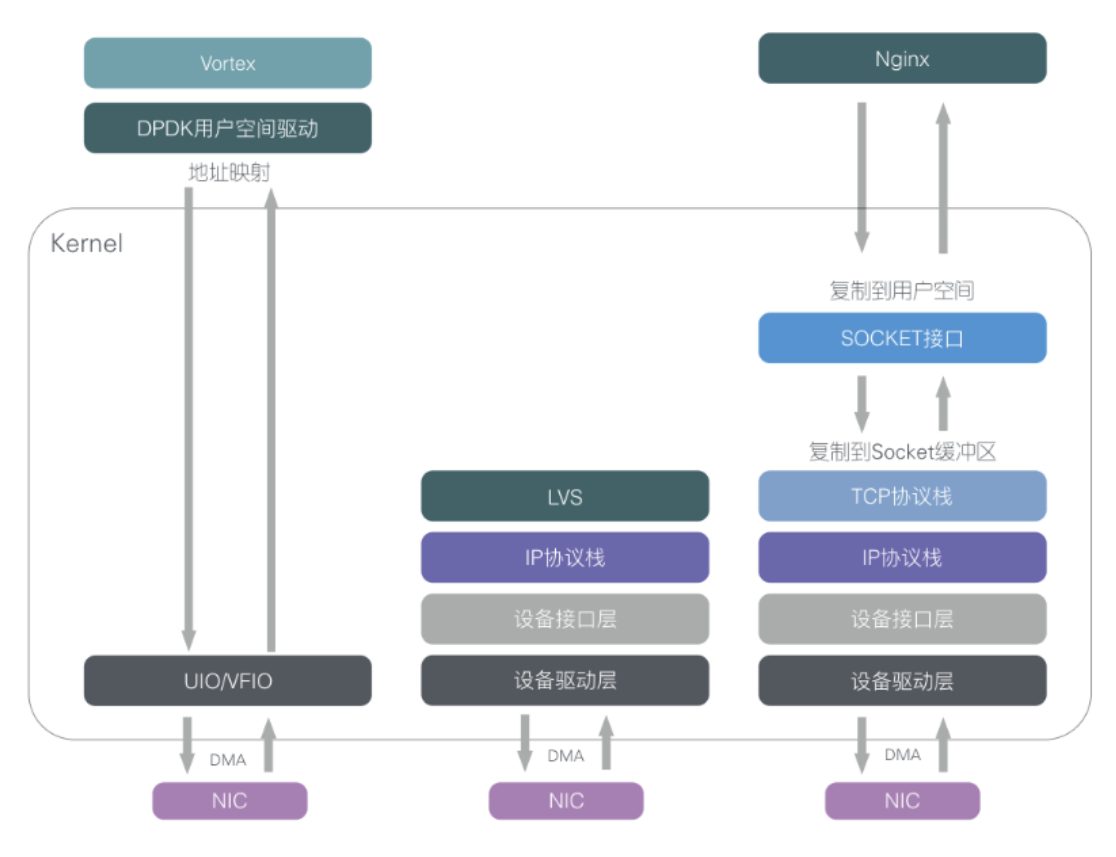 Vortex
DPDK用户空间驱动
地址映射
Nginx
Kernel
复制到用户空间
SOCKET接口
复制到Socket缓冲区
LVS
TCP协议栈
IP协议栈
IP协议栈
设备接口层
设备接口层
UIO/VFIO
设备驱动层
设备驱动层
DMA
DMA
DMA
NIC
NIC
NIC